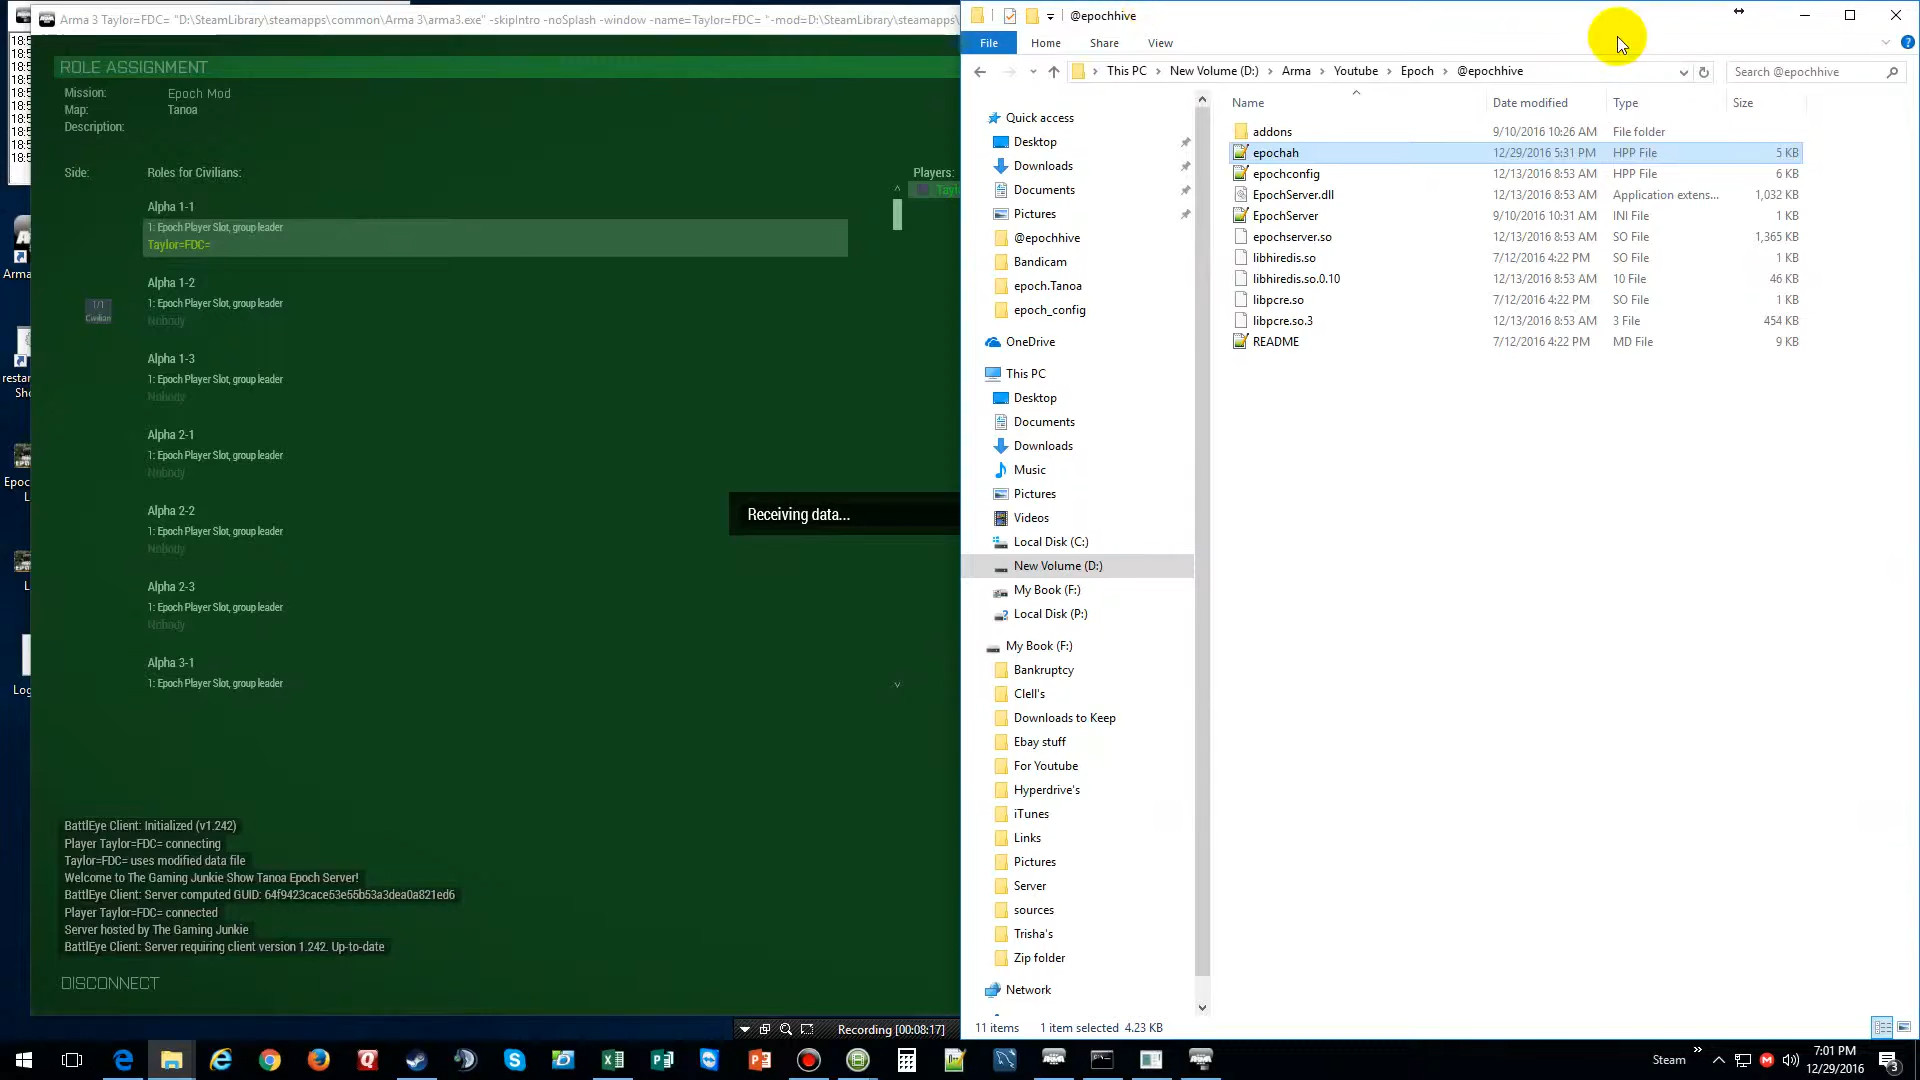 Arma 3 Taylor=FDC= "D:\SteamLibrary\steamapps\common\Arma 3\arma3.exe" -skipIntro -noSplash -window -name=Taylor=FDC= "-mod=D:\SteamLibrary\steamapps\
ROLE ASSIGNMENT
Mission: Epoch Mod
Map: Tanoa
Description:
Side: Roles for Civilians: Players:
Alpha 1-1
1: Epoch Player Slot, group leader
Taylor=FDC=
Alpha 1-2
1: Epoch Player Slot, group leader
Nobody
1/1
Civilian
Alpha 1-3
1: Epoch Player Slot, group leader
Nobody
Alpha 2-1
1: Epoch Player Slot, group leader
Nobody
Alpha 2-2
1: Epoch Player Slot, group leader
Nobody
Alpha 2-3
1: Epoch Player Slot, group leader
Nobody
Alpha 3-1
1: Epoch Player Slot, group leader
Receiving data...
BattlEye Client: Initialized (v1.242)
Player Taylor=FDC= connecting
Taylor=FDC= uses modified data file
Welcome to The Gaming Junkie Show Tanoa Epoch Server!
BattlEye Client: Server computed GUID: 64f9423cace53e55b53a3dea0a821ed6
Player Taylor=FDC= connected
Server hosted by The Gaming Junkie
BattlEye Client: Server requiring client version 1.242. Up-to-date
DISCONNECT
Recording [00:08:17]
@epochhive
File Home Share View
This PC New Volume (D:) Arma Youtube Epoch @epochhive
Search @epochhive
Quick access
Desktop
Downloads
Documents
Pictures
@epochhive
Bandicam
epoch.Tanoa
epoch_config
OneDrive
This PC
Desktop
Documents
Downloads
Music
Pictures
Videos
Local Disk (C:)
New Volume (D:)
My Book (F:)
Local Disk (P:)
My Book (F:)
Bankruptcy
Clell's
Downloads to Keep
Ebay stuff
For Youtube
Hyperdrive's
iTunes
Links
Pictures
Server
sources
Trisha's
Zip folder
Network
Name Date modified Type Size
addons 9/10/2016 10:26 AM File folder
epochah 12/29/2016 5:31 PM HPP File 5 KB
epochconfig 12/13/2016 8:53 AM HPP File 6 KB
EpochServer.dll 12/13/2016 8:53 AM Application extens... 1,032 KB
EpochServer 9/10/2016 10:31 AM INI File 1 KB
epochserver.so 12/13/2016 8:53 AM SO File 1,365 KB
libhiredis.so 7/12/2016 4:22 PM SO File 1 KB
libhiredis.so.0.10 12/13/2016 8:53 AM 10 File 46 KB
libpcre.so 7/12/2016 4:22 PM SO File 1 KB
libpcre.so.3 12/13/2016 8:53 AM 3 File 454 KB
README 7/12/2016 4:22 PM MD File 9 KB
11 items 1 item selected 4.23 KB
Steam
7:01 PM
12/29/2016
3